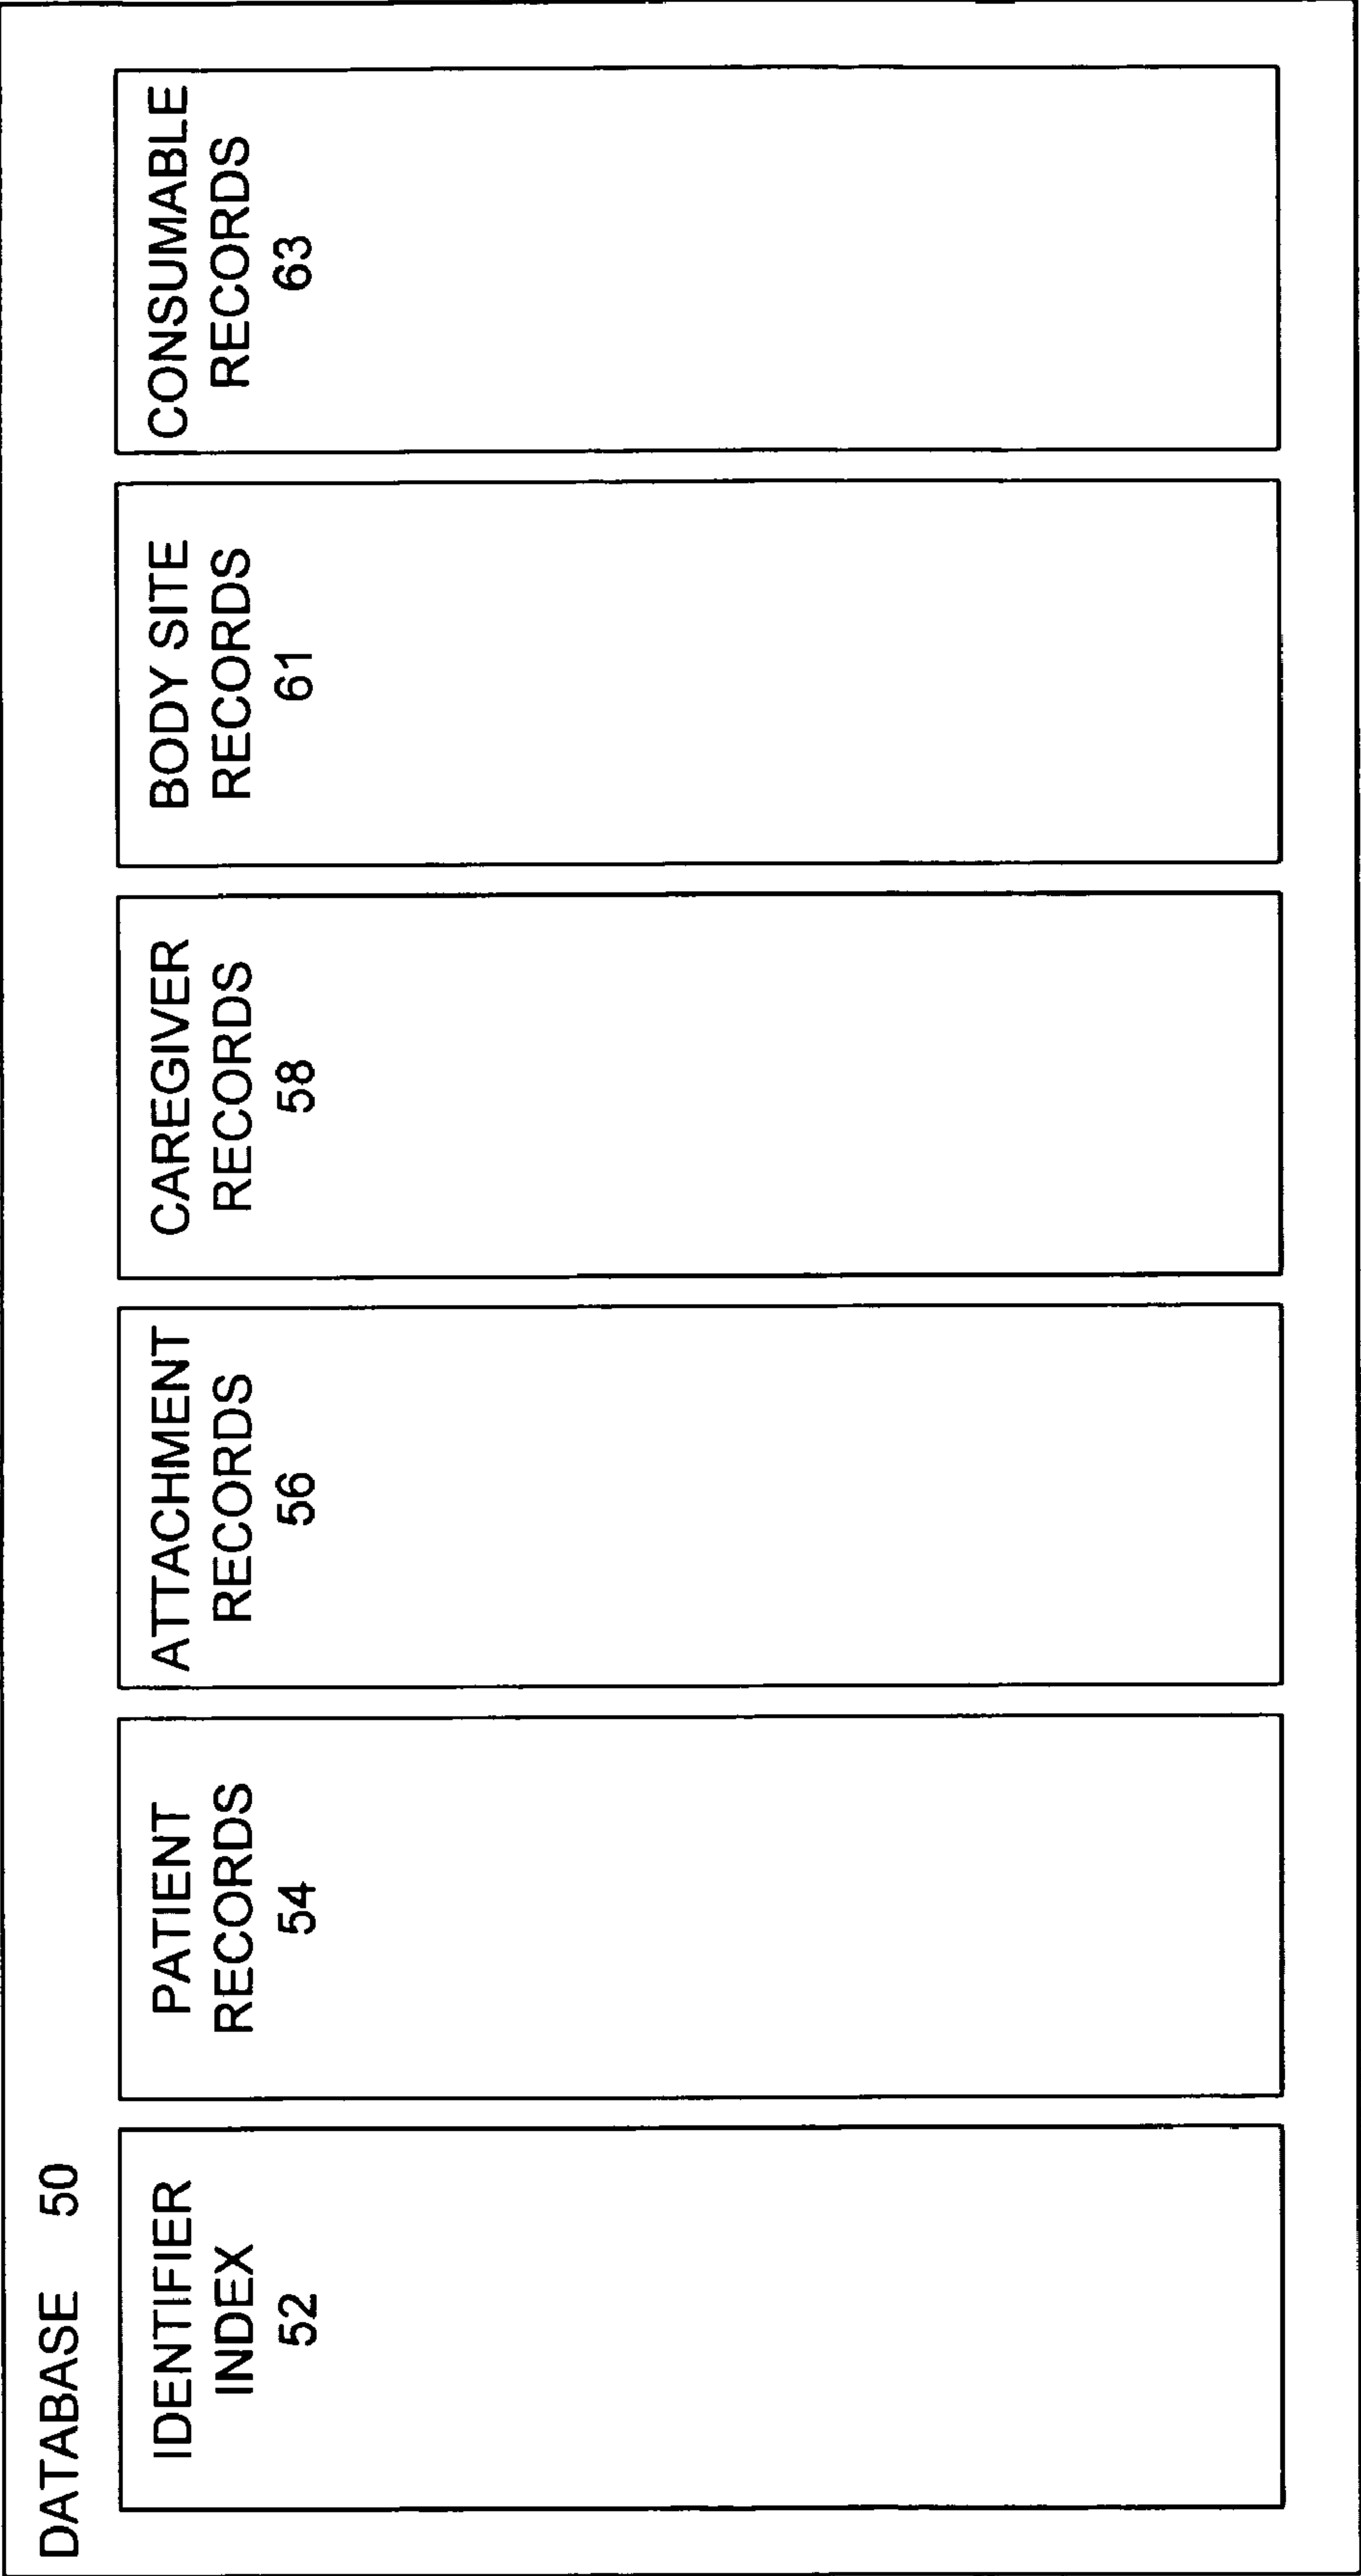 DATABASE 50
IDENTIFIER
INDEX
52
PATIENT
RECORDS
54
ATTACHMENT
RECORDS
56
CAREGIVER
RECORDS
58
BODY SITE
RECORDS
61
CONSUMABLE
RECORDS
63